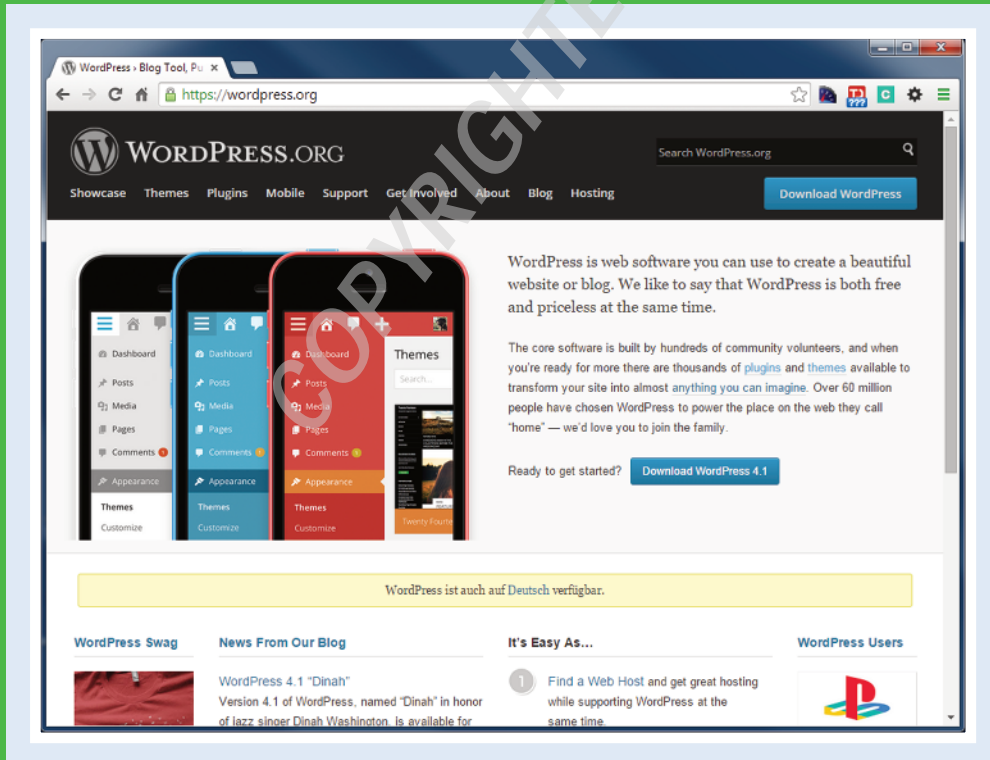 COPYRIGHTE
WordPress › Blog Tool, Pu
https://wordpress.org
WORDPRESS.ORG
Search WordPress.org
Showcase Themes Plugins Mobile Support Get Involved About Blog Hosting
Download WordPress
WordPress is web software you can use to create a beautiful
website or blog. We like to say that WordPress is both free
and priceless at the same time.
The core software is built by hundreds of community volunteers, and when
you're ready for more there are thousands of plugins and themes available to
transform your site into almost anything you can imagine. Over 60 million
people have chosen WordPress to power the place on the web they call
"home" — we'd love you to join the family.
Ready to get started? Download WordPress 4.1
Dashboard
Posts
Media
Pages
Comments
Appearance
Themes
Customize
Dashboard
Posts
Media
Pages
Comments
Appearance
Themes
Customize
Dashboard
Posts
Media
Pages
Comments
Appearance
Themes
Customize
Themes
Search...
Twenty Fourte
WordPress ist auch auf Deutsch verfügbar.
WordPress Swag
News From Our Blog
WordPress 4.1 "Dinah"
Version 4.1 of WordPress, named "Dinah" in honor
of jazz singer Dinah Washington, is available for
It's Easy As...
1
Find a Web Host and get great hosting
while supporting WordPress at the
same time.
WordPress Users